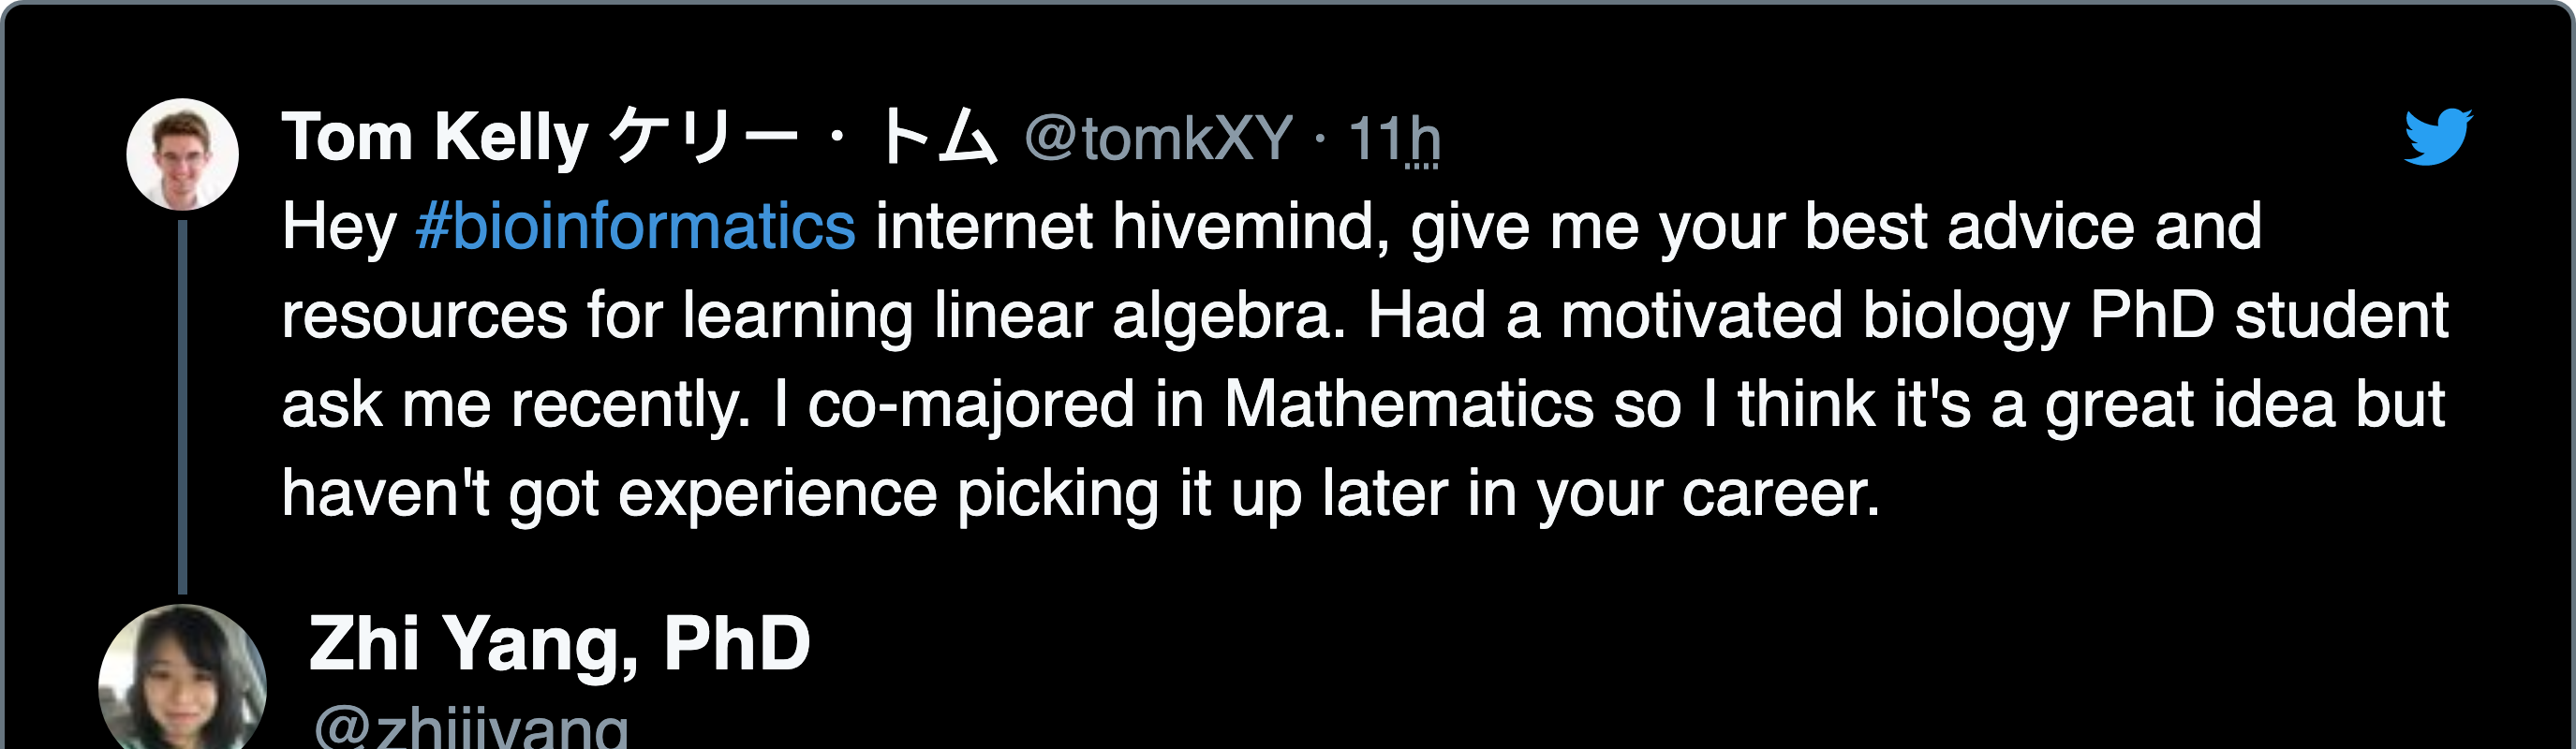 Tom Kelly ケリー・トム @tomkXY · 11h
Hey #bioinformatics internet hivemind, give me your best advice and
resources for learning linear algebra. Had a motivated biology PhD student
ask me recently. I co-majored in Mathematics so I think it's a great idea but
haven't got experience picking it up later in your career.
Zhi Yang, PhD
@zhiiiyang